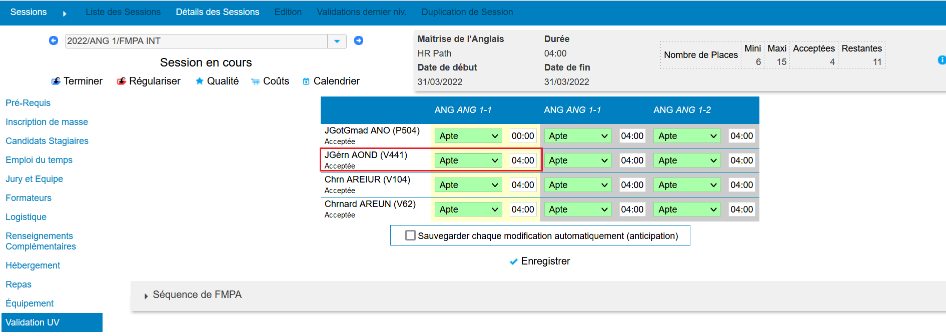 Sessions Liste des Sessions Détails des Sessions Edition Validations dernier niv. Duplication de Session
2022/ANG 1/FMPA INT
Session en cours
Terminer Régulariser Qualité Coûts Calendrier
Maitrise de l'Anglais Durée
HR Path 04:00
Date de début Date de fin
31/03/2022 31/03/2022
Nombre de Places Mini Maxi Acceptées Restantes
6 15 4 11
Pré-Requis
Inscription de masse
Candidats Stagiaires
Emploi du temps
Jury et Equipe
Formateurs
Logistique
Renseignements
Complémentaires
Hébergement
Repas
Équipement
Validation UV
ANG ANG 1-1 ANG ANG 1-1 ANG ANG 1-2
JGotGmad ANO (P504) Apte 00:00 Apte 04:00 Apte 04:00
Acceptée
JGérn AOND (V441) Apte 04:00 Apte 04:00 Apte 04:00
Acceptée
Chrn AREIUR (V104) Apte 04:00 Apte 04:00 Apte 04:00
Acceptée
Chrnard AREUN (V62) Apte 04:00 Apte 04:00 Apte 04:00
Acceptée
Sauvegarder chaque modification automatiquement (anticipation)
Enregistrer
Séquence de FMPA